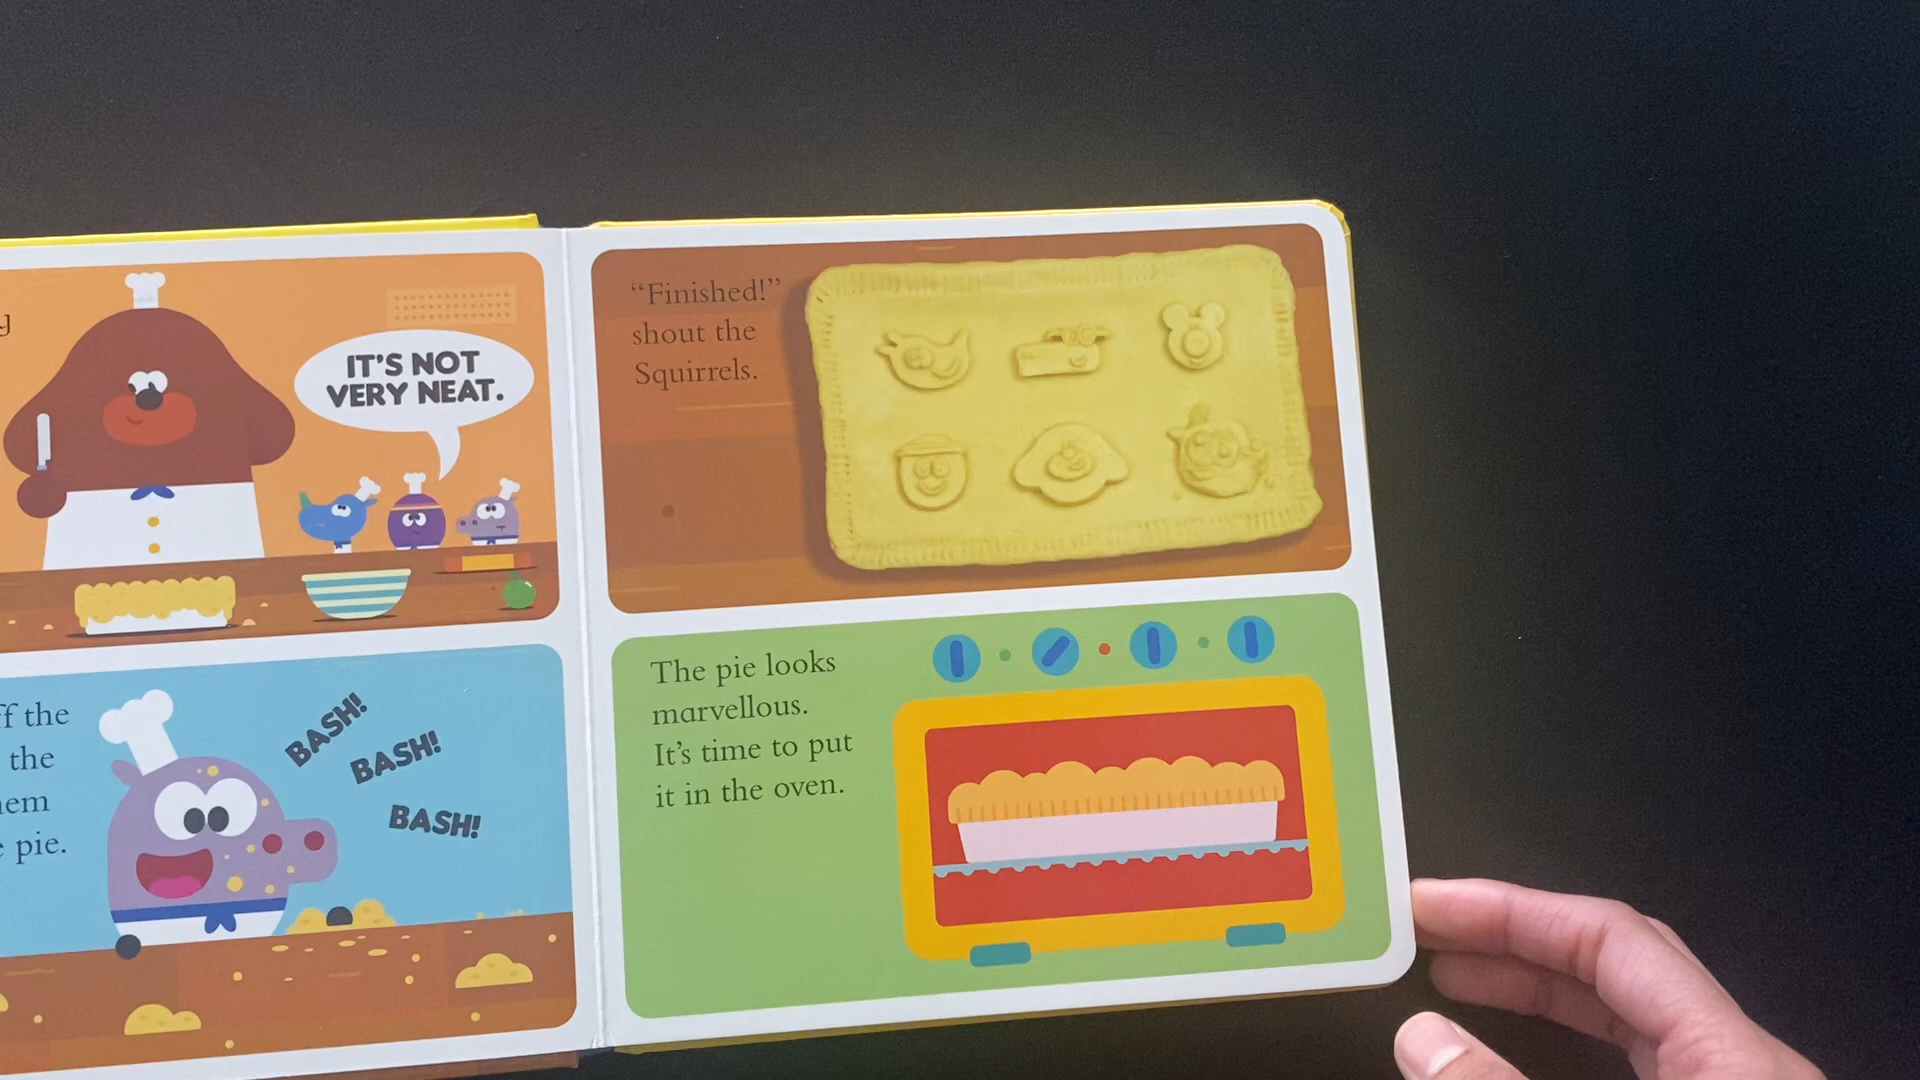 IT'S NOT
VERY NEAT.
the
the
pie.
BASH!
BASH!
BASH!
“Finished!”
shout the
Squirrels.
The pie looks
marvellous.
It's time to put
it in the oven.